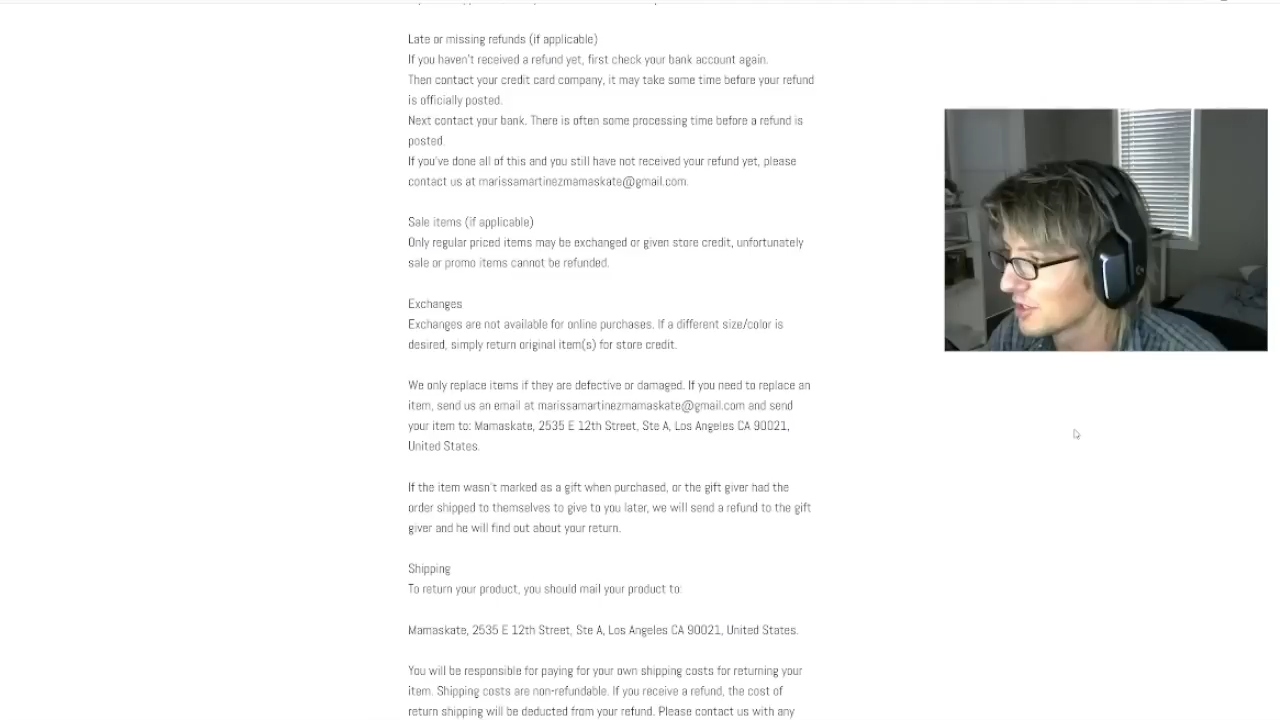 Late or missing refunds (if applicable)
If you haven't received a refund yet, first check your bank account again.
Then contact your credit card company, it may take some time before your refund
is officially posted.
Next contact your bank. There is often some processing time before a refund is
posted.
If you've done all of this and you still have not received your refund yet, please
contact us at marissamartinezmamaskate@gmail.com.
Sale items (if applicable)
Only regular priced items may be exchanged or given store credit, unfortunately
sale or promo items cannot be refunded.
Exchanges
Exchanges are not available for online purchases. If a different size/color is
desired, simply return original item(s) for store credit.
We only replace items if they are defective or damaged. If you need to replace an
item, send us an email at marissamartinezmamaskate@gmail.com and send
your item to: Mamaskate, 2535 E 12th Street, Ste A, Los Angeles CA 90021,
United States.
If the item wasn't marked as a gift when purchased, or the gift giver had the
order shipped to themselves to give to you later, we will send a refund to the gift
giver and he will find out about your return.
Shipping
To return your product, you should mail your product to:
Mamaskate, 2535 E 12th Street, Ste A, Los Angeles CA 90021, United States.
You will be responsible for paying for your own shipping costs for returning your
item. Shipping costs are non-refundable. If you receive a refund, the cost of
return shipping will be deducted from your refund. Please contact us with any